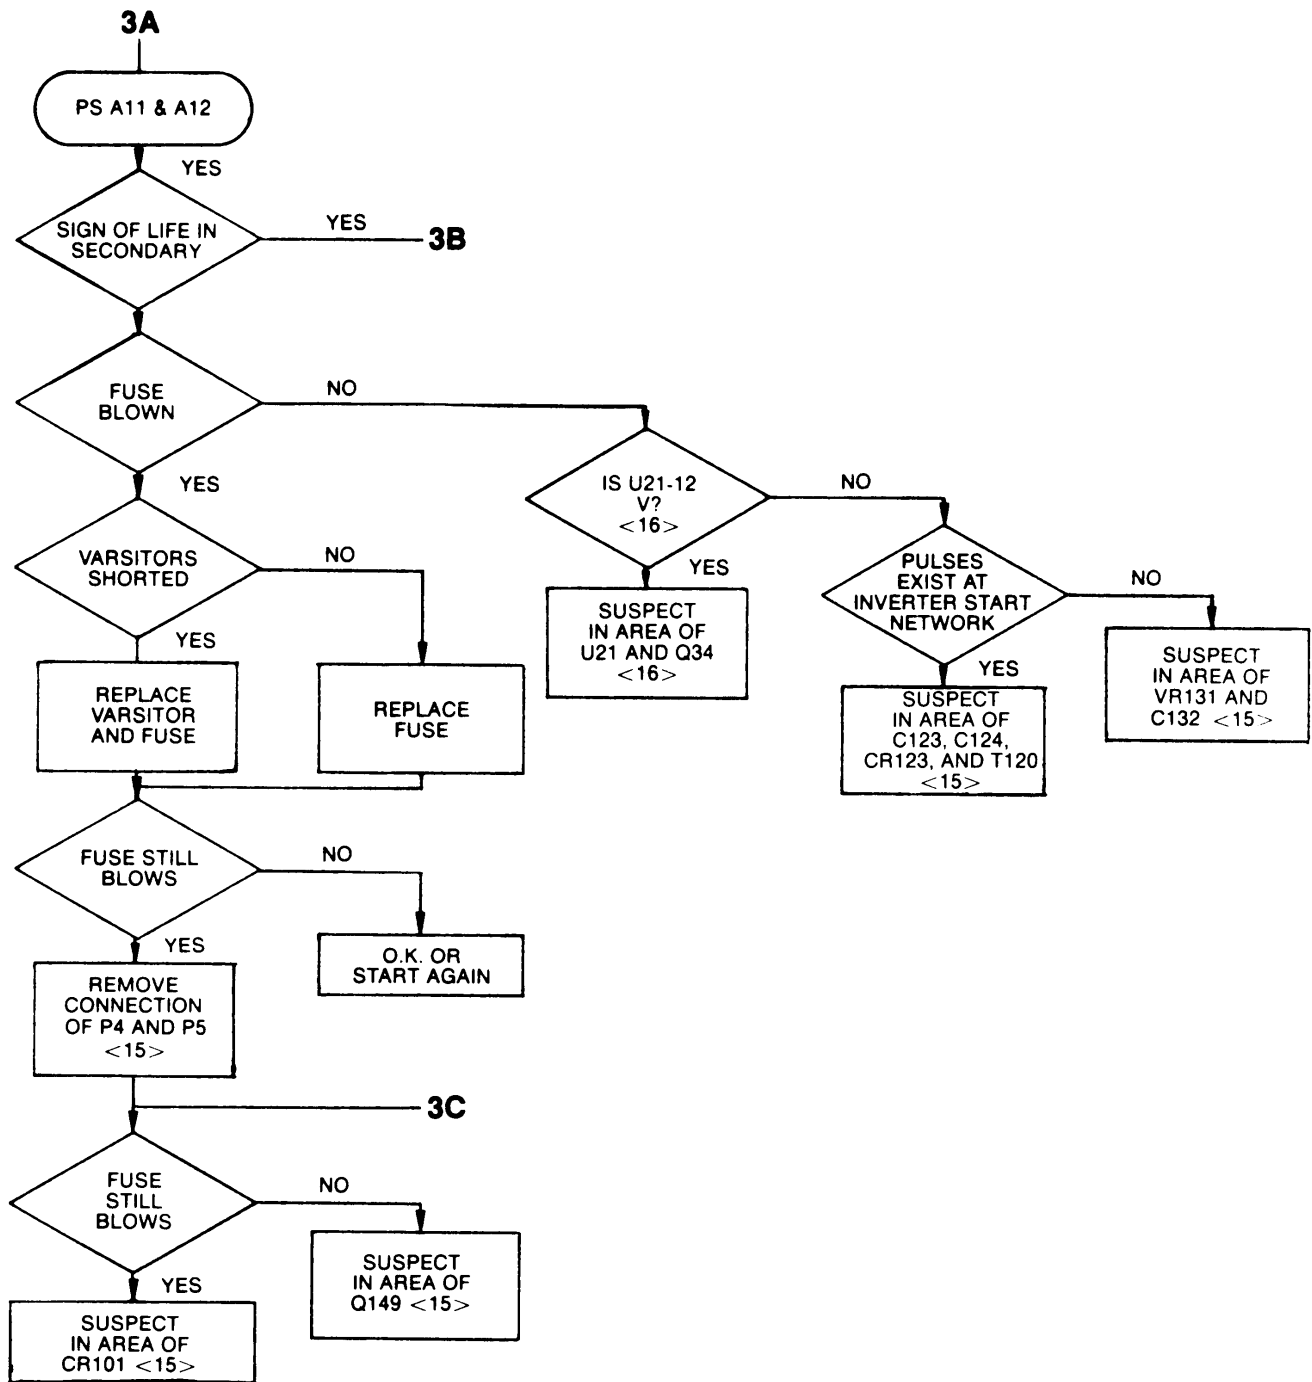 3A
PS A11 & A12
YES
SIGN OF LIFE IN
SECONDARY
YES
3B
FUSE
BLOWN
NO
YES
IS U21-12
V?
<16>
NO
YES
SUSPECT
IN AREA OF
U21 AND Q34
<16>
PULSES
EXIST AT
INVERTER START
NETWORK
NO
YES
SUSPECT
IN AREA OF
C123, C124,
CR123, AND T120
<15>
SUSPECT
IN AREA OF
VR131 AND
C132 <15>
VARSITORS
SHORTED
NO
YES
REPLACE
VARSITOR
AND FUSE
REPLACE
FUSE
FUSE STILL
BLOWS
NO
YES
O.K. OR
START AGAIN
REMOVE
CONNECTION
OF P4 AND P5
<15>
3C
FUSE
STILL
BLOWS
NO
YES
SUSPECT
IN AREA OF
Q149 <15>
SUSPECT
IN AREA OF
CR101 <15>